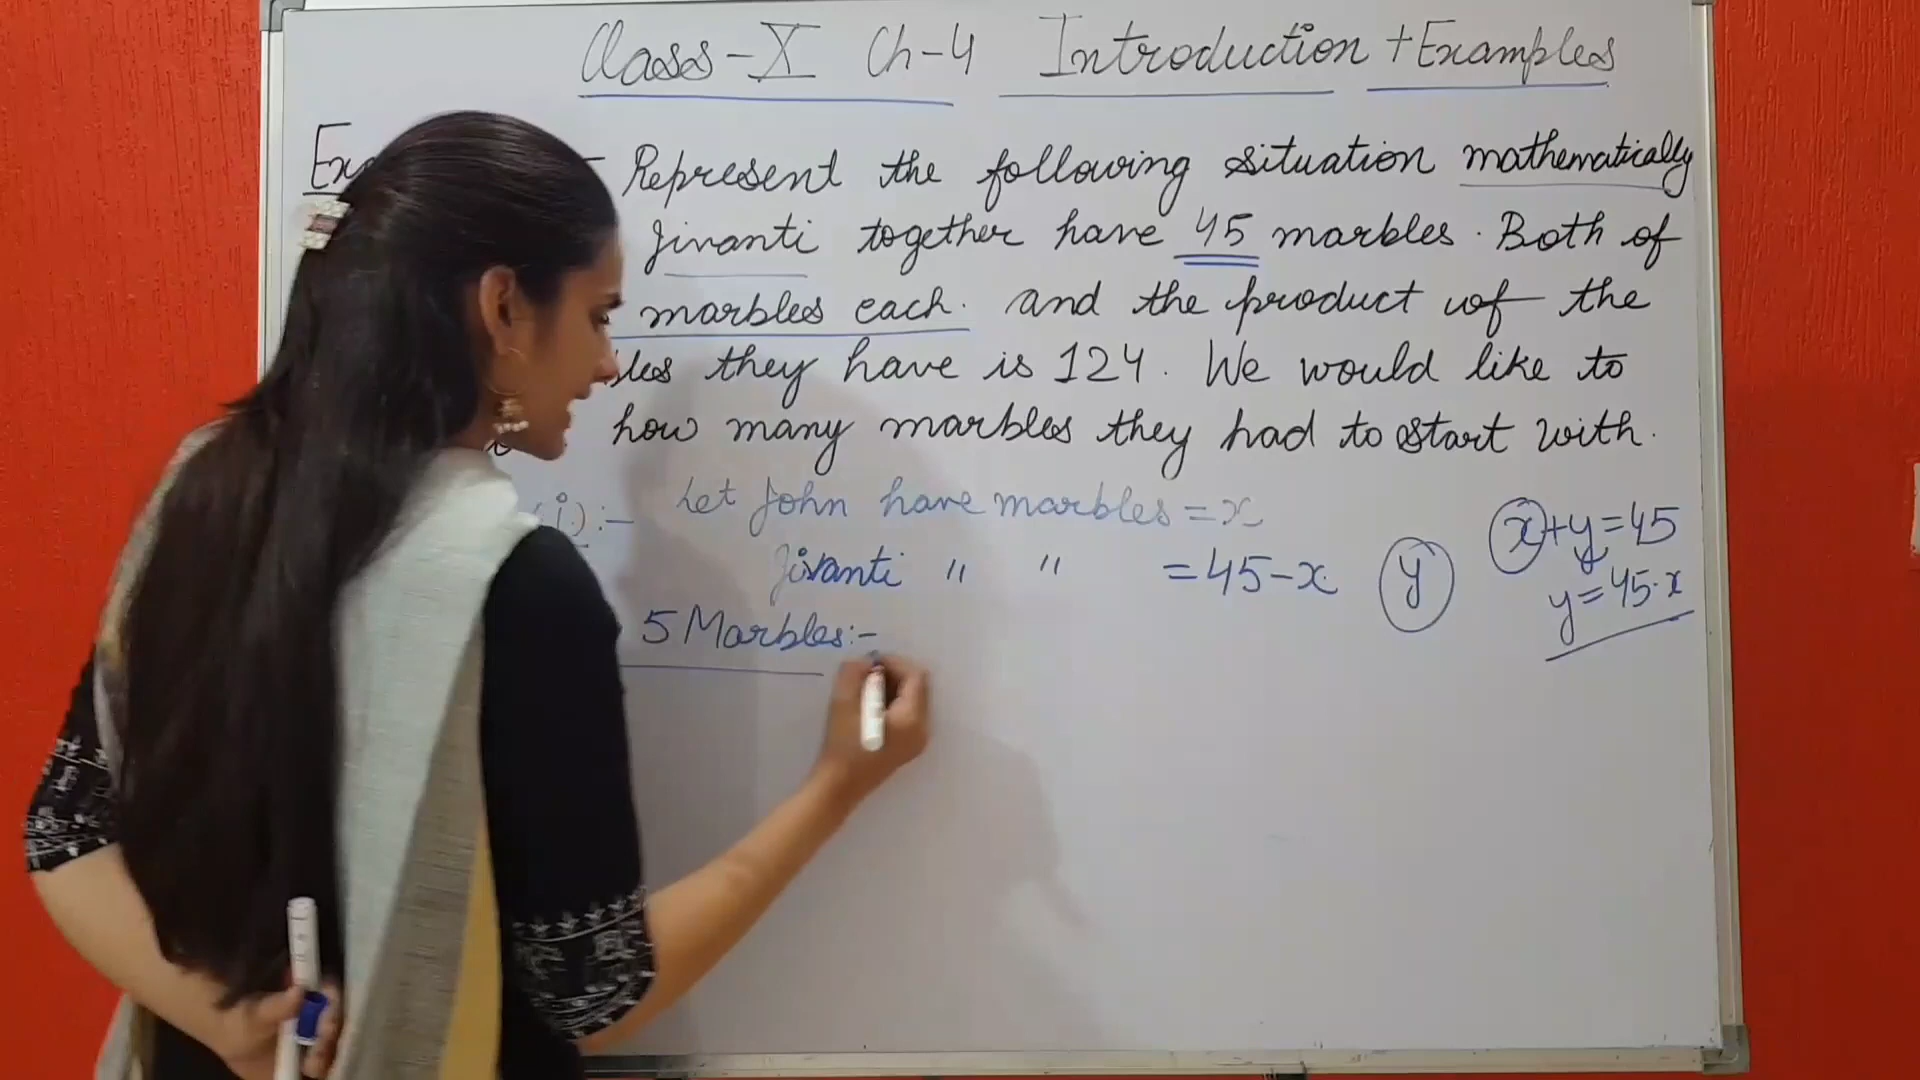 Class-X Ch-4 Introduction + Examples
Represent the following situation mathematically
Jivanti together have 45 marbles. Both of
marbles each. and the product of the
they have is 124. We would like to
how many marbles they had to start with.
(i):- Let John have marbles = x
Jivanti " " = 45-x
y
x+y=45
y=45-x
5 Marbles:-